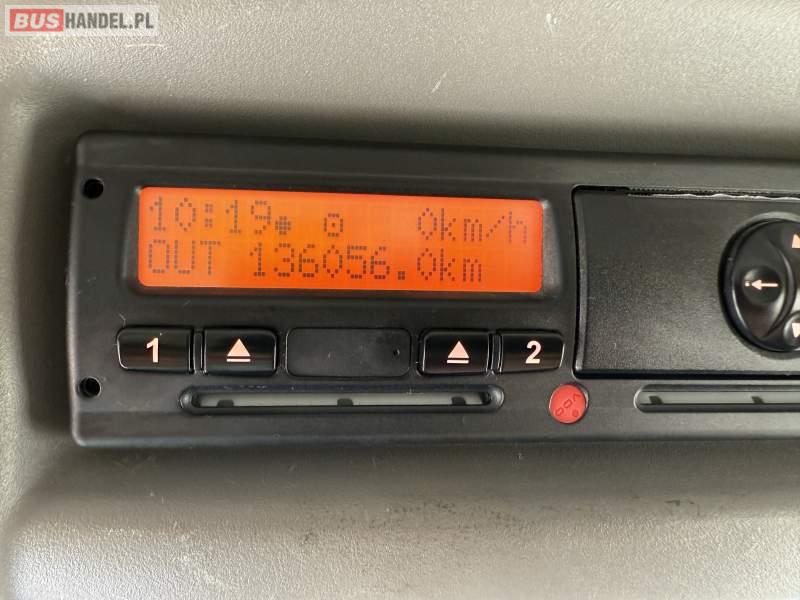 BUSHANDEL.PL
10:19 0km/h
OUT 136056.0km
1 2